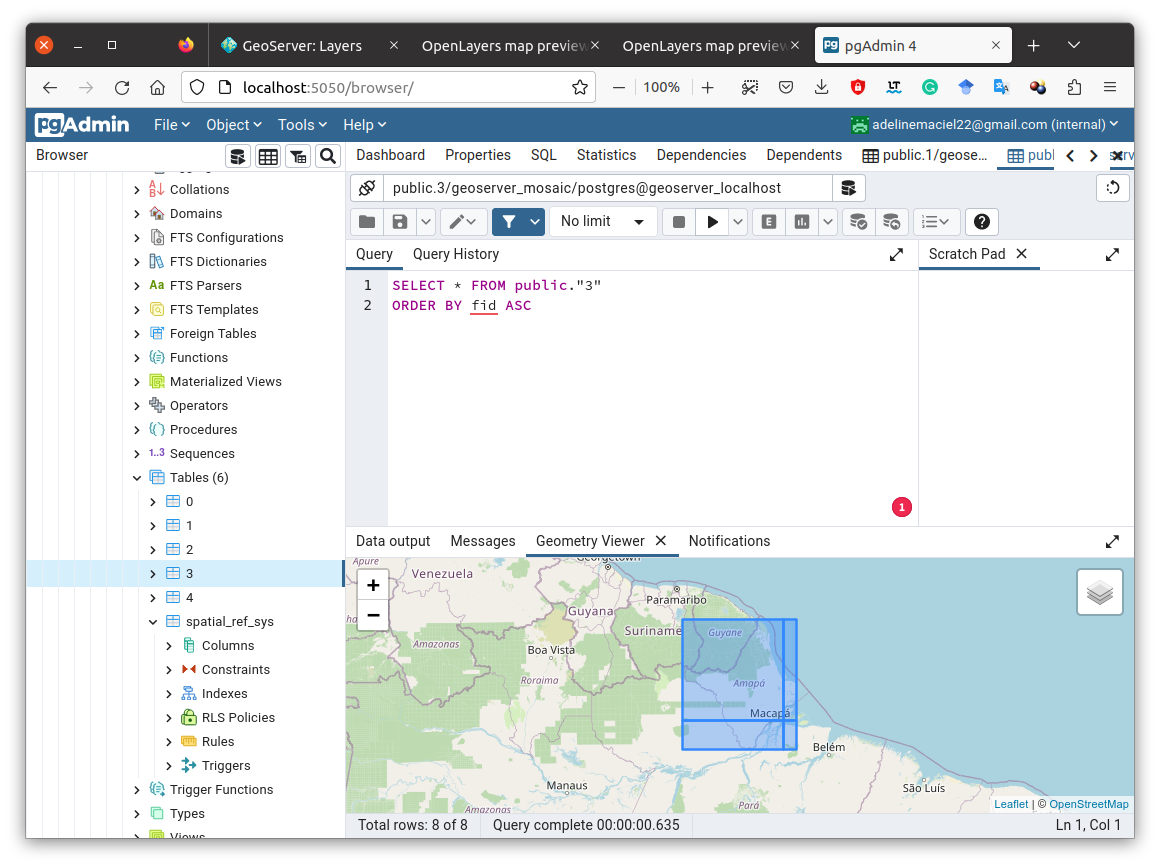 GeoServer: Layers
OpenLayers map preview
OpenLayers map preview
pgAdmin 4
localhost:5050/browser/
100%
LT
pgAdmin
File
Object
Tools
Help
adelinemaciel22@gmail.com (internal)
Browser
Dashboard
Properties
SQL
Statistics
Dependencies
Dependents
public.1/geose...
publ
Collations
Domains
FTS Configurations
FTS Dictionaries
Aa FTS Parsers
FTS Templates
Foreign Tables
Functions
Materialized Views
Operators
Procedures
1..3 Sequences
Tables (6)
0
1
2
3
4
spatial_ref_sys
Columns
Constraints
Indexes
RLS Policies
Rules
Triggers
Trigger Functions
Types
Views
public.3/geoserver_mosaic/postgres@geoserver_localhost
No limit
E
Query
Query History
Scratch Pad
1 SELECT * FROM public."3"
2 ORDER BY fid ASC
1
Data output
Messages
Geometry Viewer
Notifications
+
−
Apure
Georgetown
Venezuela
Paramaribo
Guyana
Suriname
Guyane
Amazonas
Boa Vista
Roraima
Amapá
Macapá
Belém
Manaus
São Luís
Amazonas
Pará
Leaflet | © OpenStreetMap
Total rows: 8 of 8
Query complete 00:00:00.635
Ln 1, Col 1